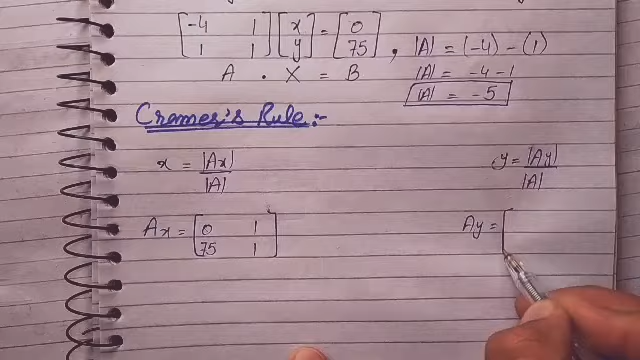 [-4 1 [x = [0
1 1] y] 75] , |A| = (-4) - (1)
A . X = B |A| = -4-1
|A| = -5
Cramer's Rule:-
x = |Ax| / |A| y = |Ay| / |A|
Ax = [0 1 Ay = [
75 1]